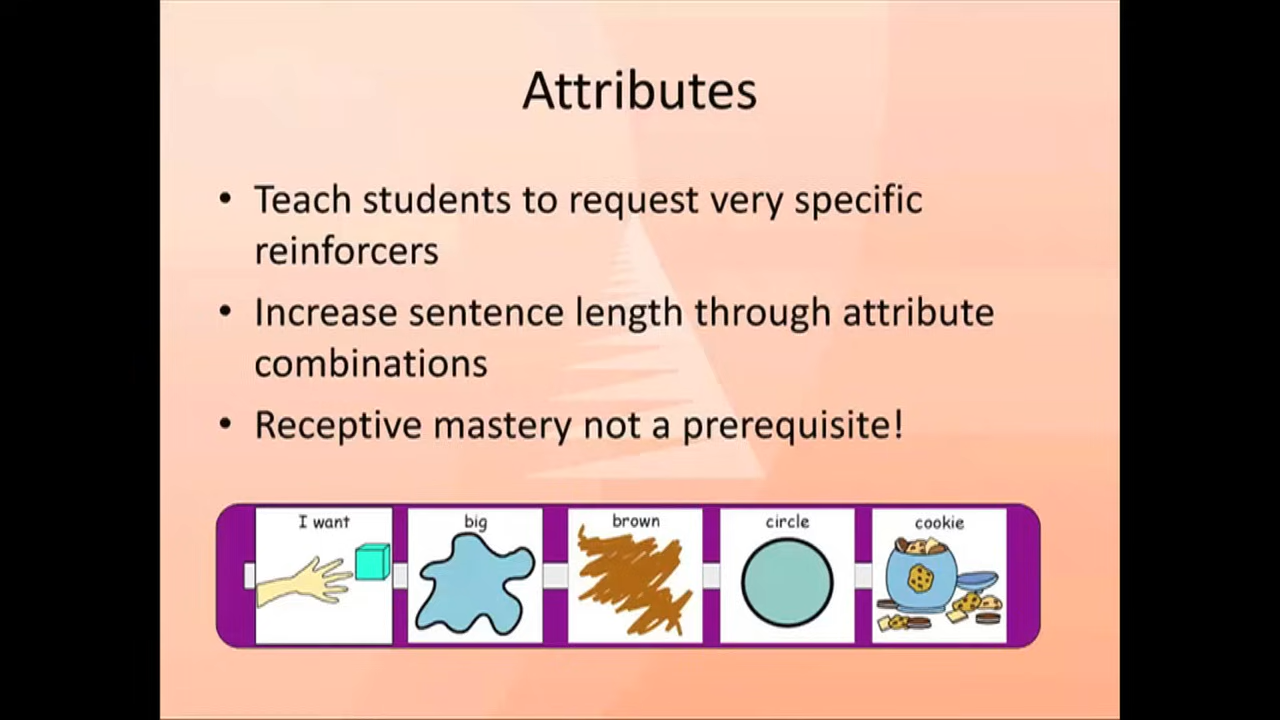 Attributes
• Teach students to request very specific
reinforcers
• Increase sentence length through attribute
combinations
• Receptive mastery not a prerequisite!
I want big brown circle cookie